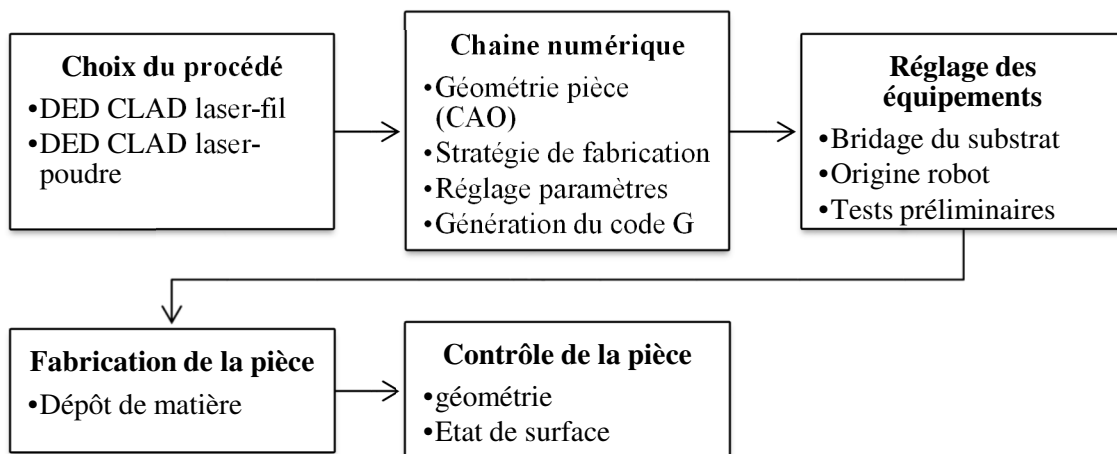 Choix du procédé
•DED CLAD laser-fil
•DED CLAD laser-
poudre
Chaine numérique
•Géométrie pièce
(CAO)
•Stratégie de fabrication
•Réglage paramètres
•Génération du code G
Réglage des
équipements
•Bridage du substrat
•Origine robot
•Tests préliminaires
Fabrication de la pièce
•Dépôt de matière
Contrôle de la pièce
•géométrie
•Etat de surface